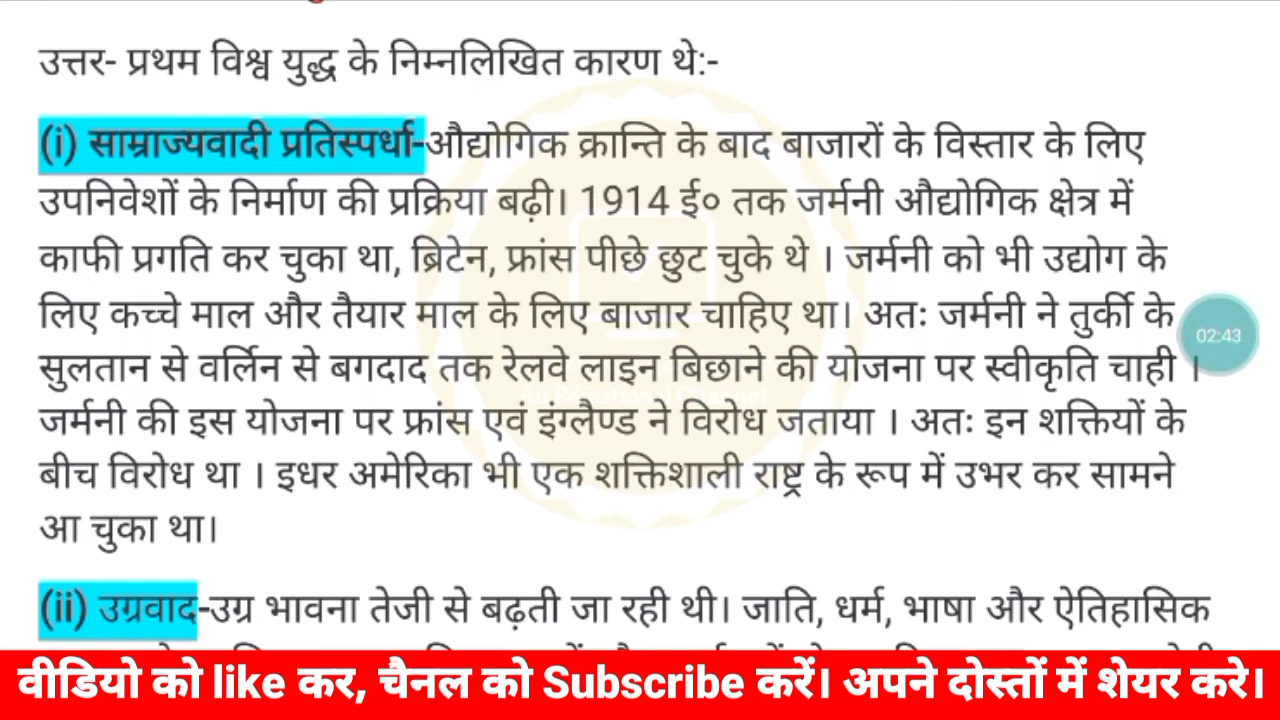 उत्तर- प्रथम विश्व युद्ध के निम्नलिखित कारण थे:-
(i) साम्राज्यवादी प्रतिस्पर्धा-औद्योगिक क्रान्ति के बाद बाजारों के विस्तार के लिए
उपनिवेशों के निर्माण की प्रक्रिया बढ़ी। 1914 ई० तक जर्मनी औद्योगिक क्षेत्र में
काफी प्रगति कर चुका था, ब्रिटेन, फ्रांस पीछे छुट चुके थे । जर्मनी को भी उद्योग के
लिए कच्चे माल और तैयार माल के लिए बाजार चाहिए था। अतः जर्मनी ने तुर्की के
02:43
सुलतान से वर्लिन से बगदाद तक रेलवे लाइन बिछाने की योजना पर स्वीकृति चाही ।
जर्मनी की इस योजना पर फ्रांस एवं इंग्लैण्ड ने विरोध जताया । अतः इन शक्तियों के
बीच विरोध था । इधर अमेरिका भी एक शक्तिशाली राष्ट्र के रूप में उभर कर सामने
आ चुका था।
(ii) उग्रवाद-उग्र भावना तेजी से बढ़ती जा रही थी। जाति, धर्म, भाषा और ऐतिहासिक
वीडियो को like कर, चैनल को Subscribe करें। अपने दोस्तों में शेयर करे।